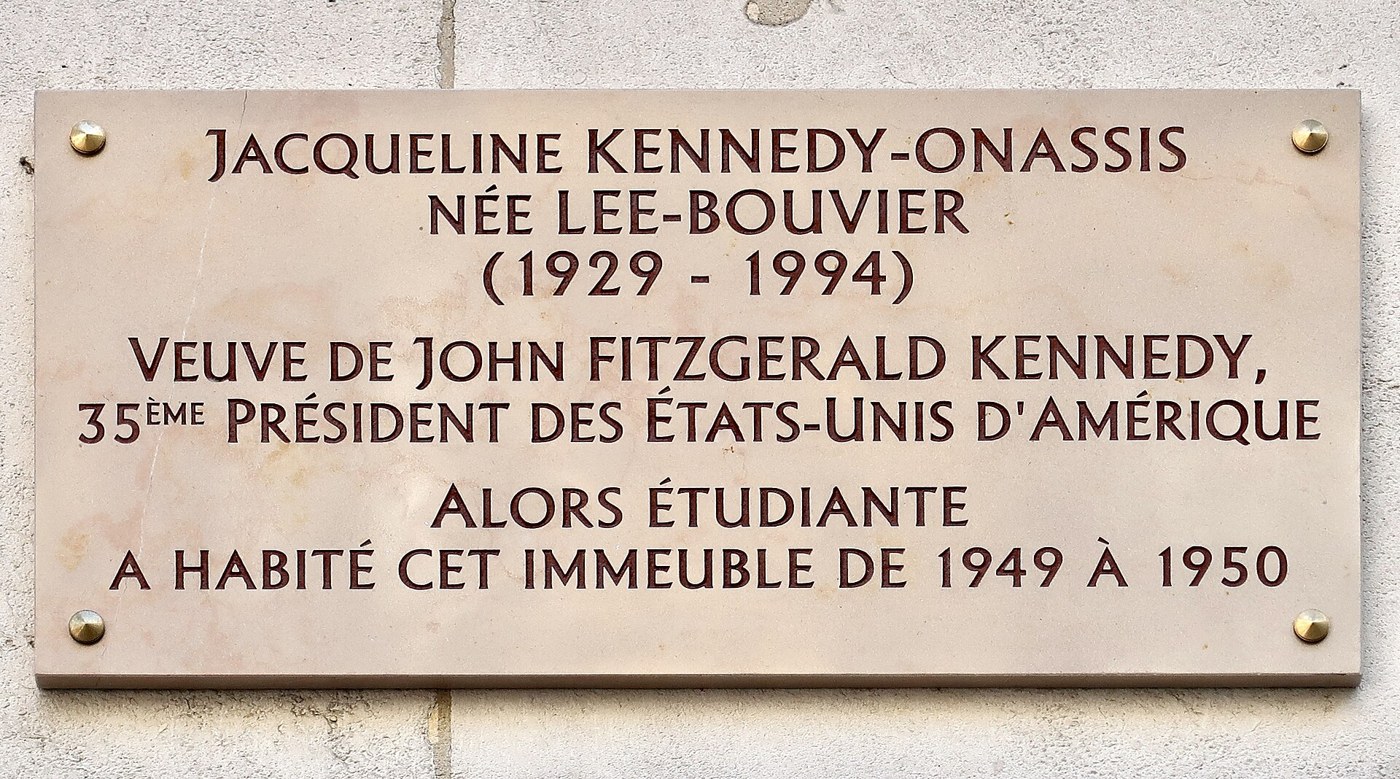 JACQUELINE KENNEDY-ONASSIS
NÉE LEE-BOUVIER
(1929 - 1994)
VEUVE DE JOHN FITZGERALD KENNEDY,
35ÈME PRÉSIDENT DES ÉTATS-UNIS D'AMÉRIQUE
ALORS ÉTUDIANTE
A HABITÉ CET IMMEUBLE DE 1949 À 1950